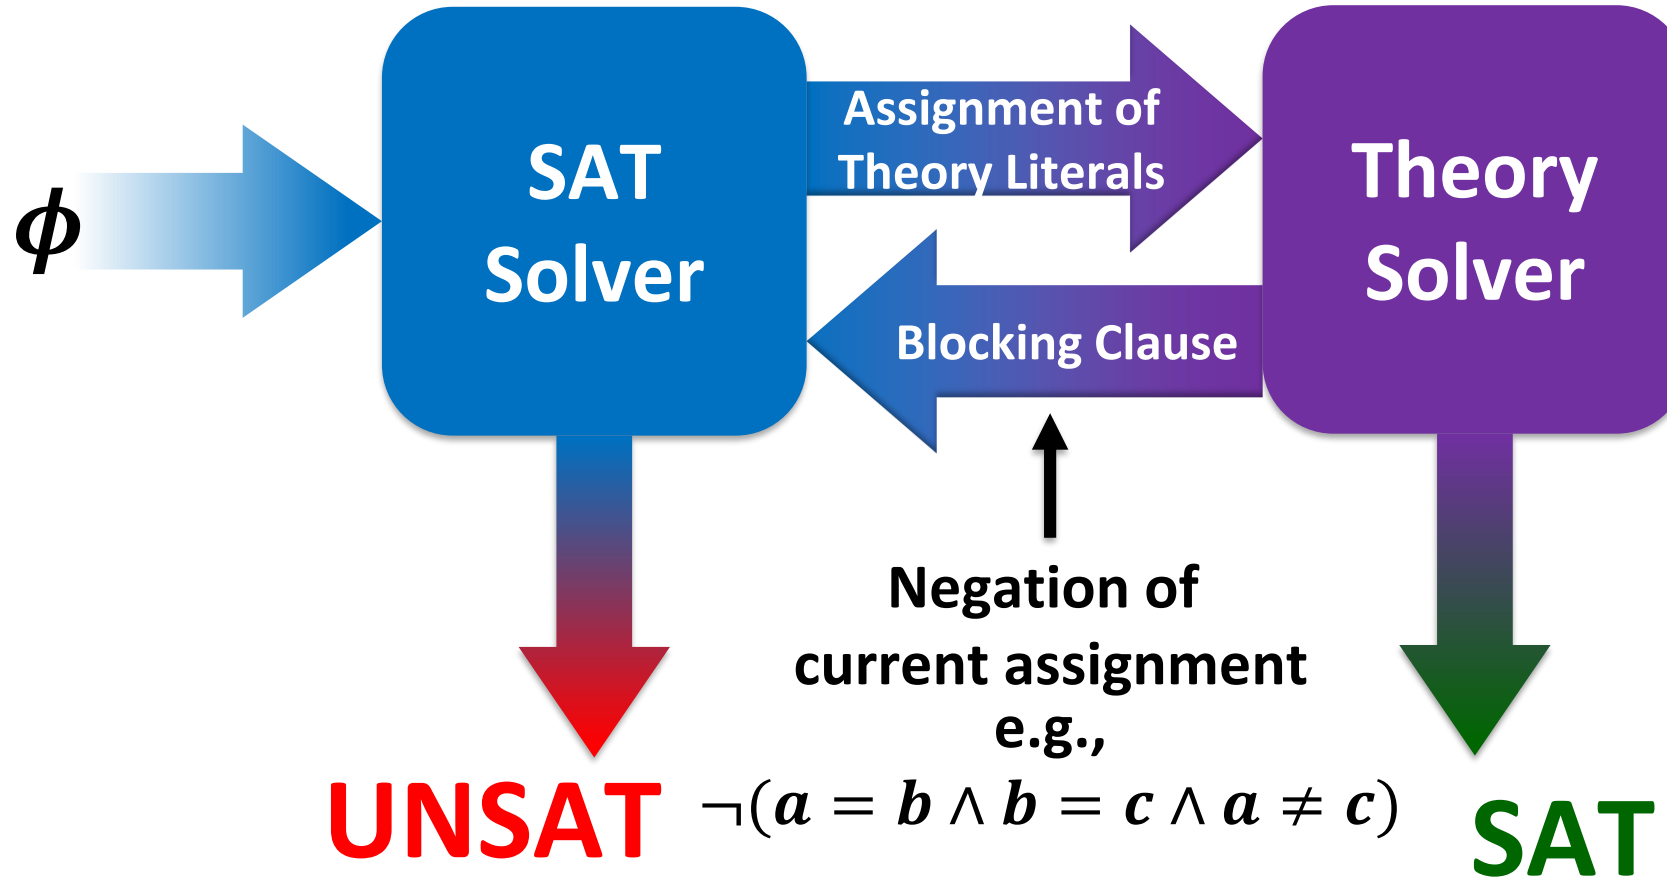 ϕ
SAT
Solver
Assignment of
Theory Literals
Theory
Solver
Blocking Clause
Negation of
current assignment
e.g.,
¬(a = b ∧ b = c ∧ a ≠ c)
UNSAT
SAT